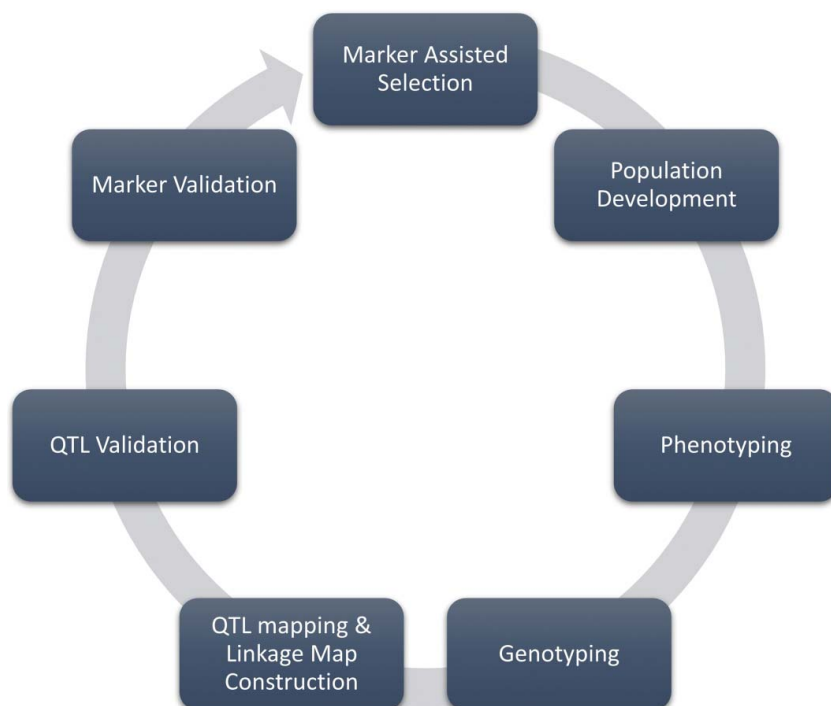 Marker Assisted
Selection
Population
Development
Phenotyping
Genotyping
QTL mapping &
Linkage Map
Construction
QTL Validation
Marker Validation